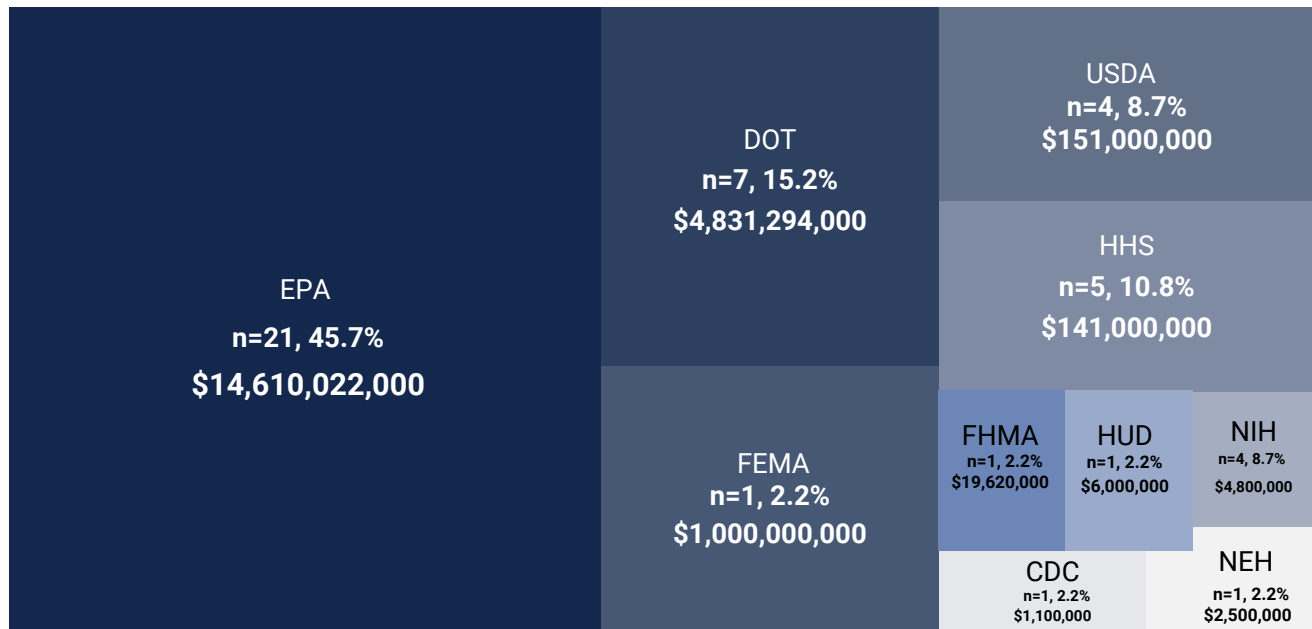 EPA
n=21, 45.7%
$14,610,022,000
DOT
n=7, 15.2%
$4,831,294,000
FEMA
n=1, 2.2%
$1,000,000,000
USDA
n=4, 8.7%
$151,000,000
HHS
n=5, 10.8%
$141,000,000
FHMA
n=1, 2.2%
$19,620,000
HUD
n=1, 2.2%
$6,000,000
NIH
n=4, 8.7%
$4,800,000
CDC
n=1, 2.2%
$1,100,000
NEH
n=1, 2.2%
$2,500,000